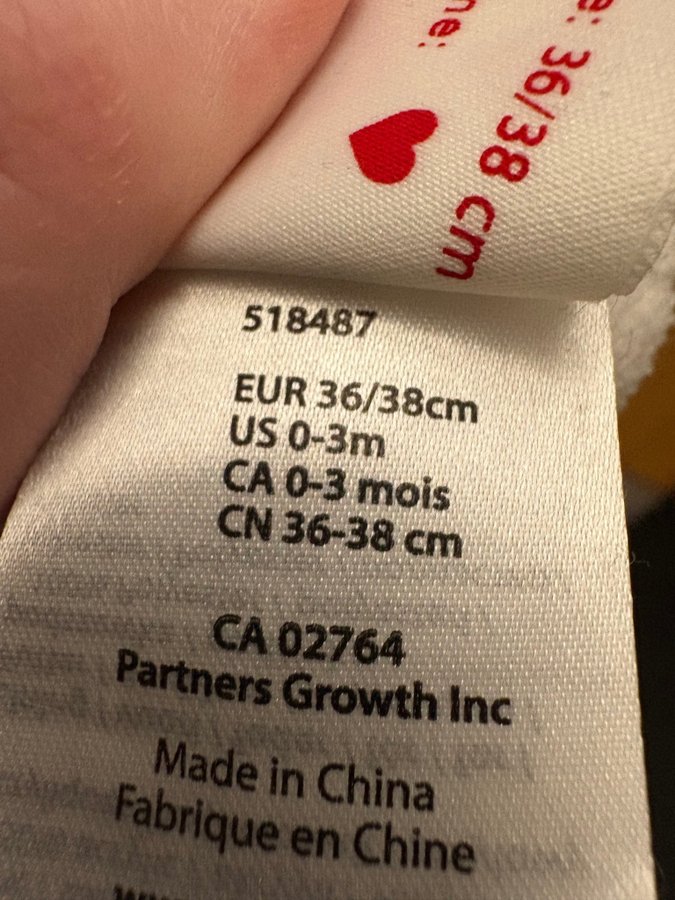 ne:
e: 36/38 cm
518487
EUR 36/38cm
US 0-3m
CA 0-3 mois
CN 36-38 cm
CA 02764
Partners Growth Inc
Made in China
Fabrique en Chine